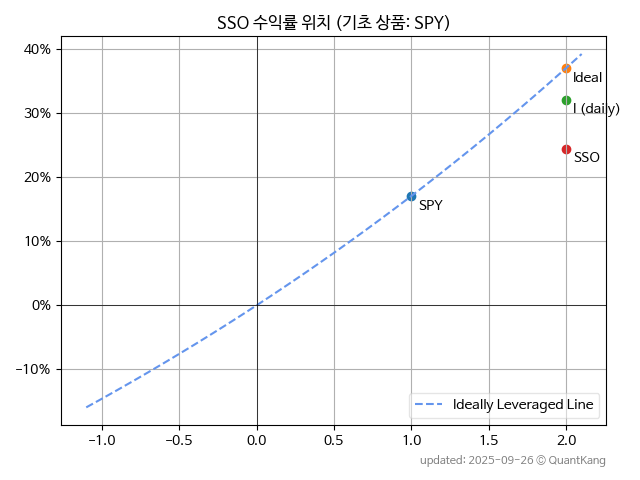 SSO 수익률 위치 (기초 상품: SPY)
40%
30%
20%
10%
0%
−10%
Ideal
I (daily)
SSO
SPY
Ideally Leveraged Line
−1.0 −0.5 0.0 0.5 1.0 1.5 2.0
updated: 2025-09-26 © QuantKang